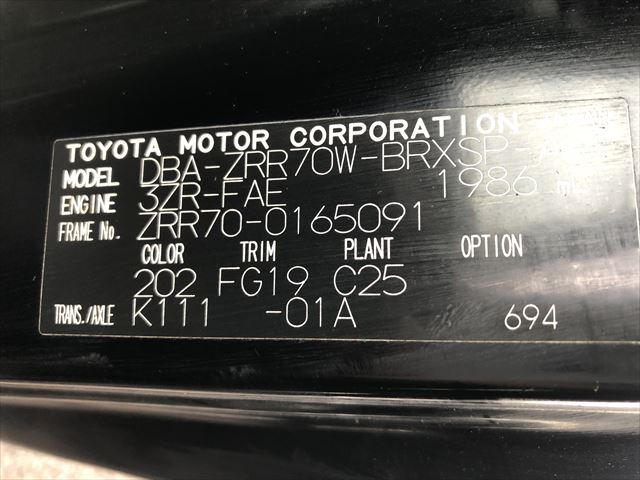 TOYOTA MOTOR CORPORATION
MODEL DBA-ZRR70W-BRXSP-
ENGINE 3ZR-FAE 1986 mL
FRAME No. ZRR70-0165091
COLOR TRIM PLANT OPTION
202 FG19 C25
TRANS./AXLE K111 -01A 694